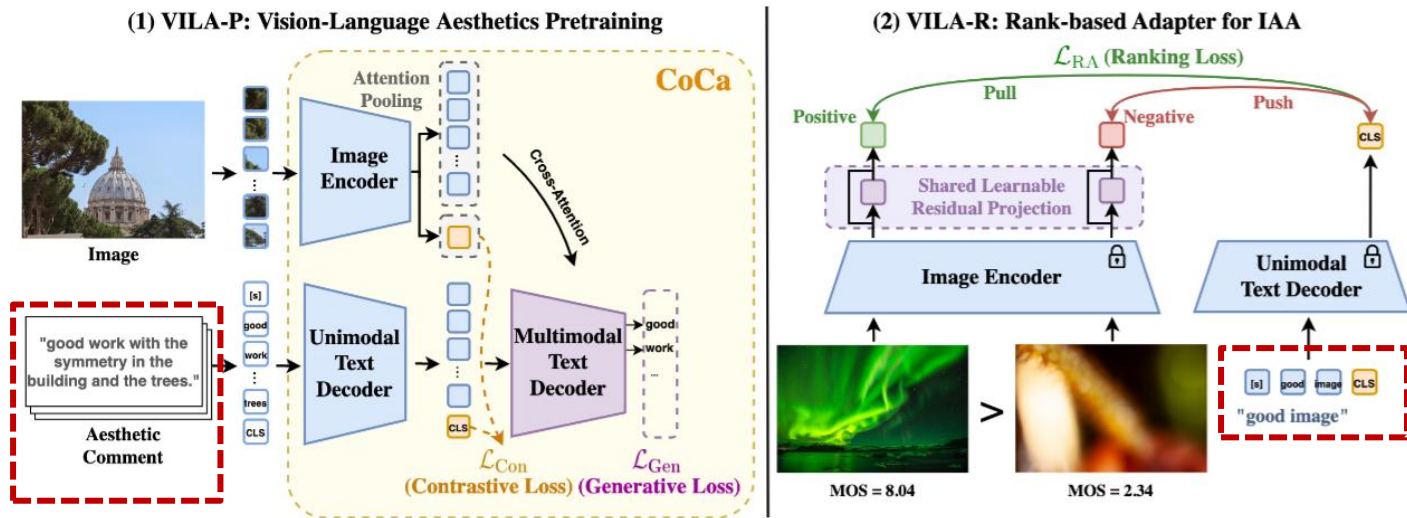 (1) VILA-P: Vision-Language Aesthetics Pretraining
CoCa
Attention
Pooling
Image
Encoder
Cross-Attention
Image
"good work with the
symmetry in the
building and the trees."
Aesthetic
Comment
[s]
good
work
⋮
trees
CLS
Unimodal
Text
Decoder
CLS
Multimodal
Text
Decoder
good
work
...
ℒCon
(Contrastive Loss)
ℒGen
(Generative Loss)
(2) VILA-R: Rank-based Adapter for IAA
ℒRA (Ranking Loss)
Pull
Push
Positive
Negative
CLS
Shared Learnable
Residual Projection
Image Encoder
Unimodal
Text Decoder
>
[s] good image CLS
"good image"
MOS = 8.04
MOS = 2.34